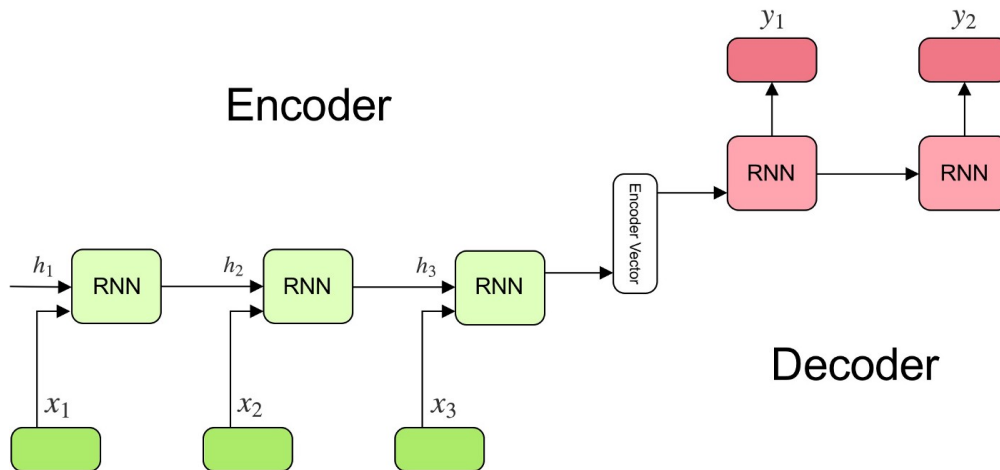 y₁
y₂
Encoder
RNN
RNN
Encoder Vector
h₁
RNN
h₂
RNN
h₃
RNN
Decoder
x₁
x₂
x₃